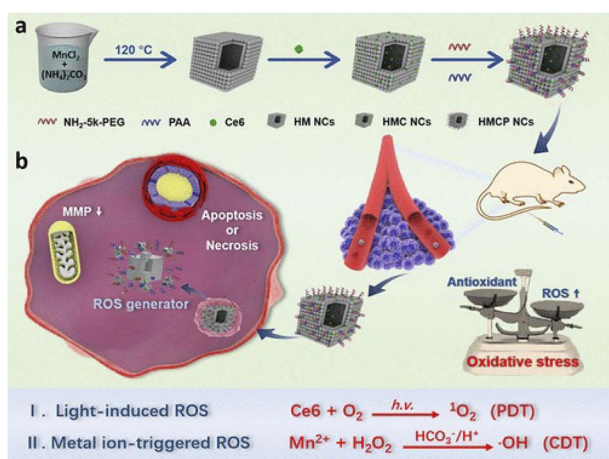 a
MnCl₂
+
(NH₄)₂CO₃
120 °C
NH₂-5k-PEG PAA Ce6 HM NCs HMC NCs HMCP NCs
b
MMP ↓
Apoptosis
or
Necrosis
ROS generator
Antioxidant
ROS ↑
Oxidative stress
I . Light-induced ROS Ce6 + O₂ h.v. → ¹O₂ (PDT)
II . Metal ion-triggered ROS Mn²⁺ + H₂O₂ HCO₃⁻/H⁺ → ·OH (CDT)